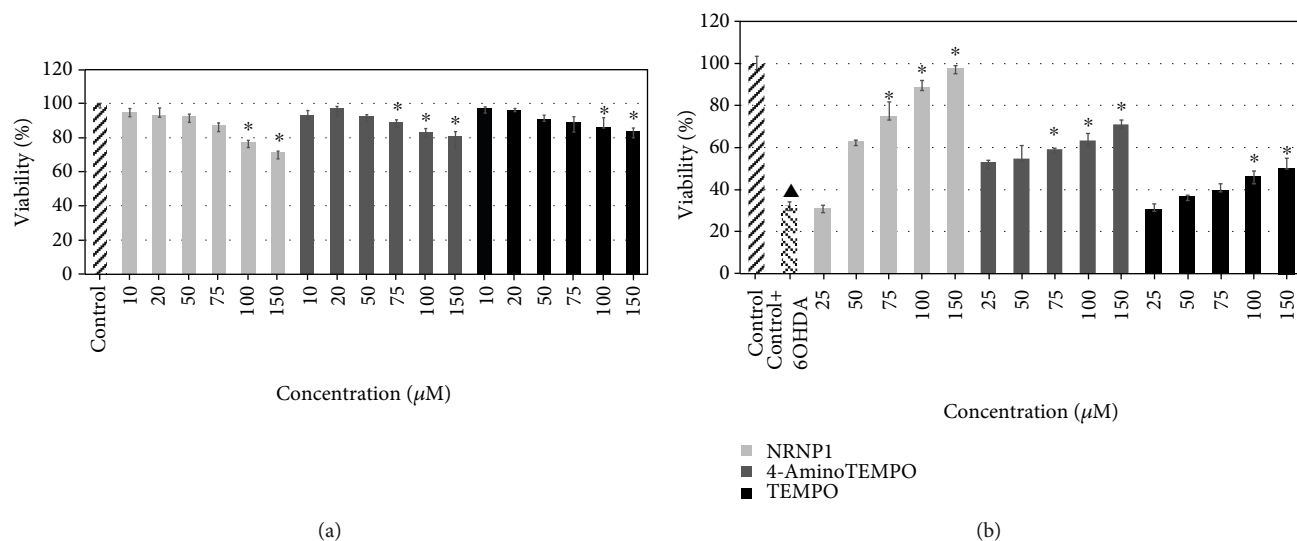 120
100
80
60
40
20
0
Viability (%)
* * * * * * *
Control
10 20 50 75 100 150 10 20 50 75 100 150 10 20 50 75 100 150
Concentration (μM)
(a)
120
100
80
60
40
20
0
Viability (%)
* * * * * * * *
Control
Control+
6OHDA
25 50 75 100 150 25 50 75 100 150 25 50 75 100 150
Concentration (μM)
NRNP1
4-AminoTEMPO
TEMPO
(b)